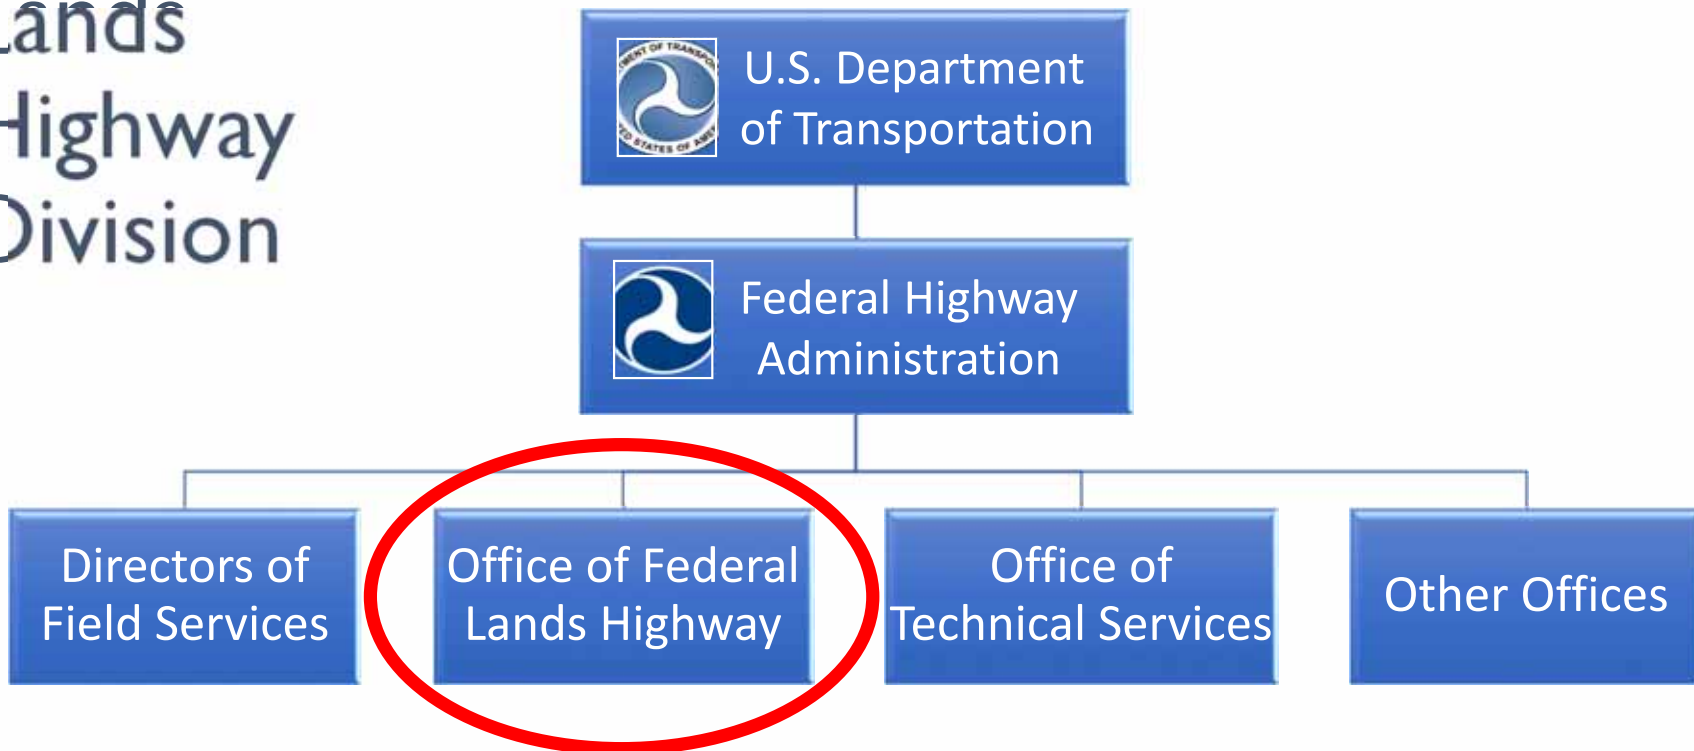 Lands
Highway
Division
U.S. Department
of Transportation
Federal Highway
Administration
Directors of
Field Services
Office of Federal
Lands Highway
Office of
Technical Services
Other Offices